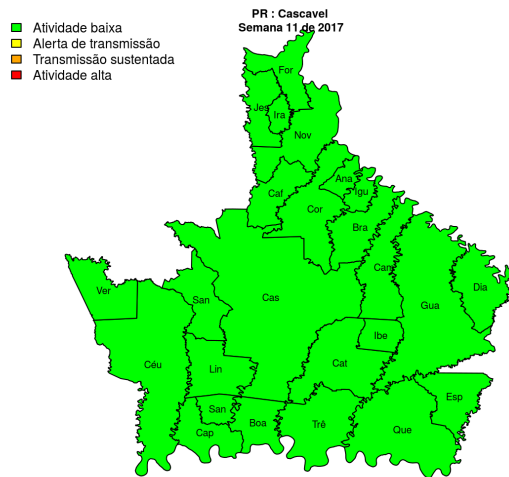 PR : Cascavel
Semana 11 de 2017
Atividade baixa
Alerta de transmissão
Transmissão sustentada
Atividade alta
For
Jes
Ira
Nov
Ana
Igu
Caf
Cor
Bra
Cam
Dia
Ver
San
Cas
Gua
Ibe
Céu
Lin
Cat
Esp
San
Cap
Boa
Trê
Que